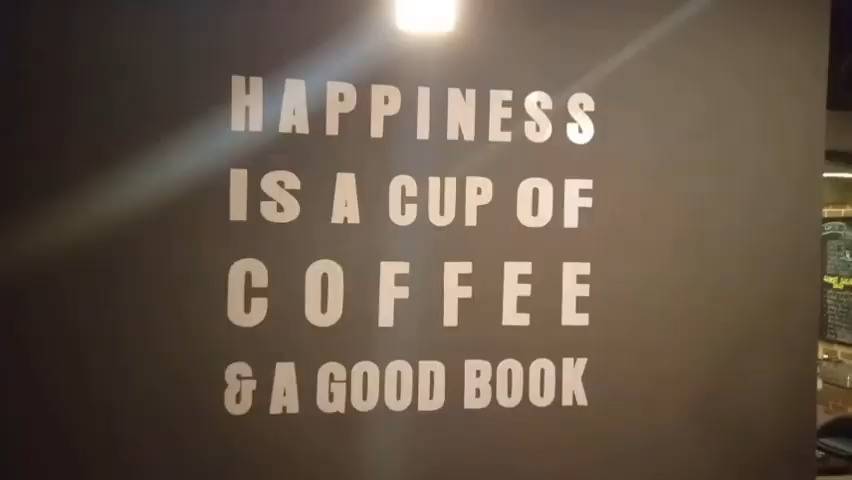 HAPPINESS
IS A CUP OF
COFFEE
& A GOOD BOOK